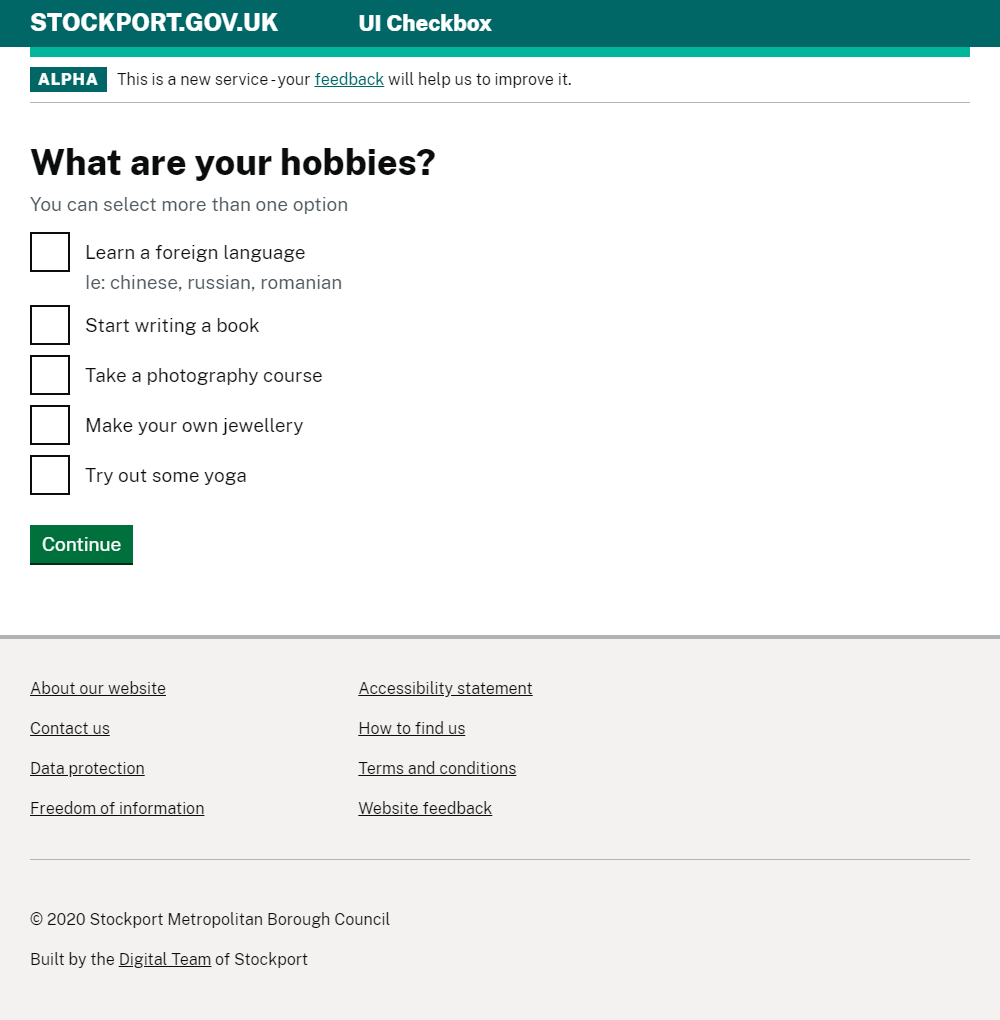 STOCKPORT.GOV.UK UI Checkbox
ALPHA This is a new service - your feedback will help us to improve it.
What are your hobbies?
You can select more than one option
Learn a foreign language
Ie: chinese, russian, romanian
Start writing a book
Take a photography course
Make your own jewellery
Try out some yoga
Continue
About our website
Contact us
Data protection
Freedom of information
Accessibility statement
How to find us
Terms and conditions
Website feedback
© 2020 Stockport Metropolitan Borough Council
Built by the Digital Team of Stockport